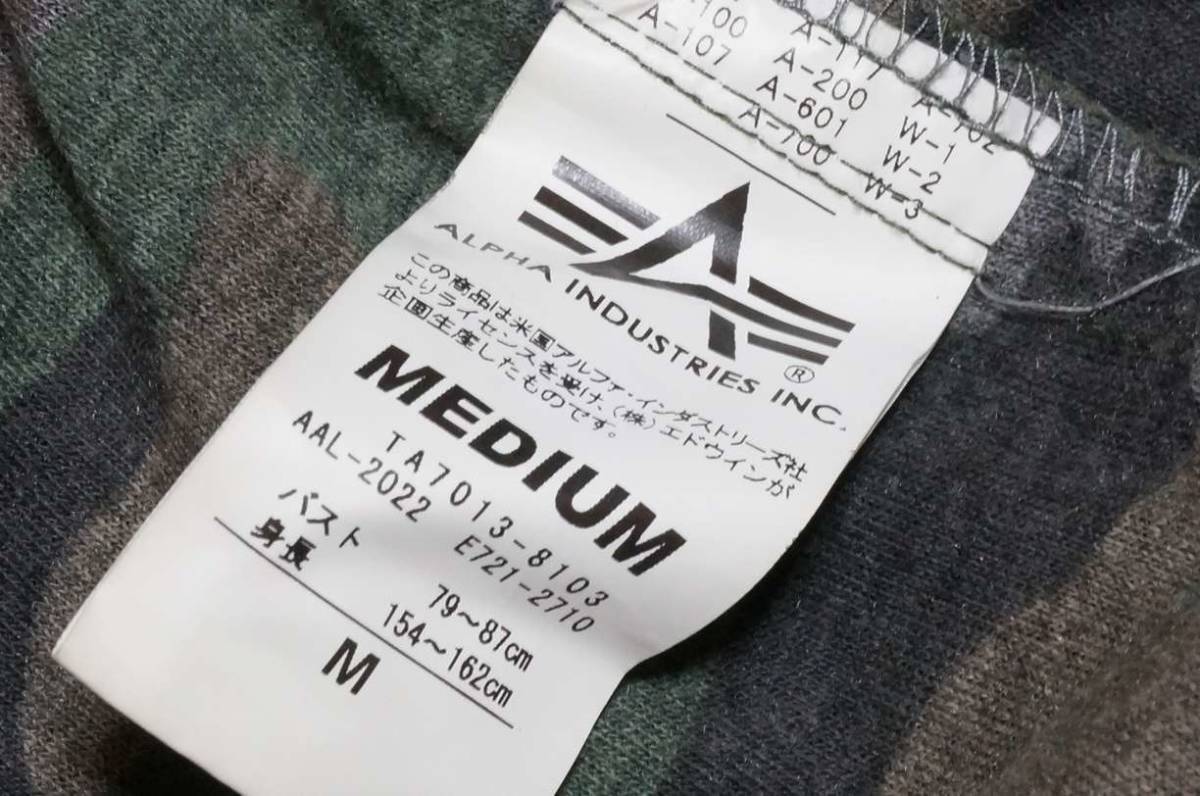 -100 A-117 A-702
A-107 A-200 W-1
A-601 W-2
A-700 W-3
ALPHA INDUSTRIES INC.
®
この商品は米国アルファ・インダストリーズ社
よりライセンスを受け、(株)エドウインが
企画生産したものです。
MEDIUM
TA7013-8103
AAL-2022 E721-2710
バスト 79~87cm
身長 154~162cm
M